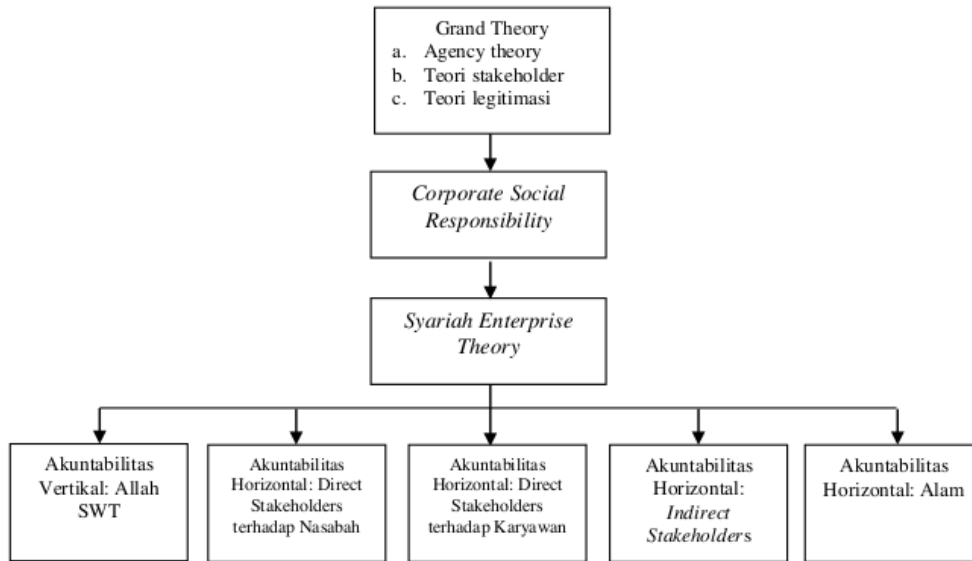 Grand Theory
a. Agency theory
b. Teori stakeholder
c. Teori legitimasi
Corporate Social
Responsibility
Syariah Enterprise
Theory
Akuntabilitas
Vertikal: Allah
SWT
Akuntabilitas
Horizontal: Direct
Stakeholders
terhadap Nasabah
Akuntabilitas
Horizontal: Direct
Stakeholders
terhadap Karyawan
Akuntabilitas
Horizontal:
Indirect
Stakeholders
Akuntabilitas
Horizontal: Alam